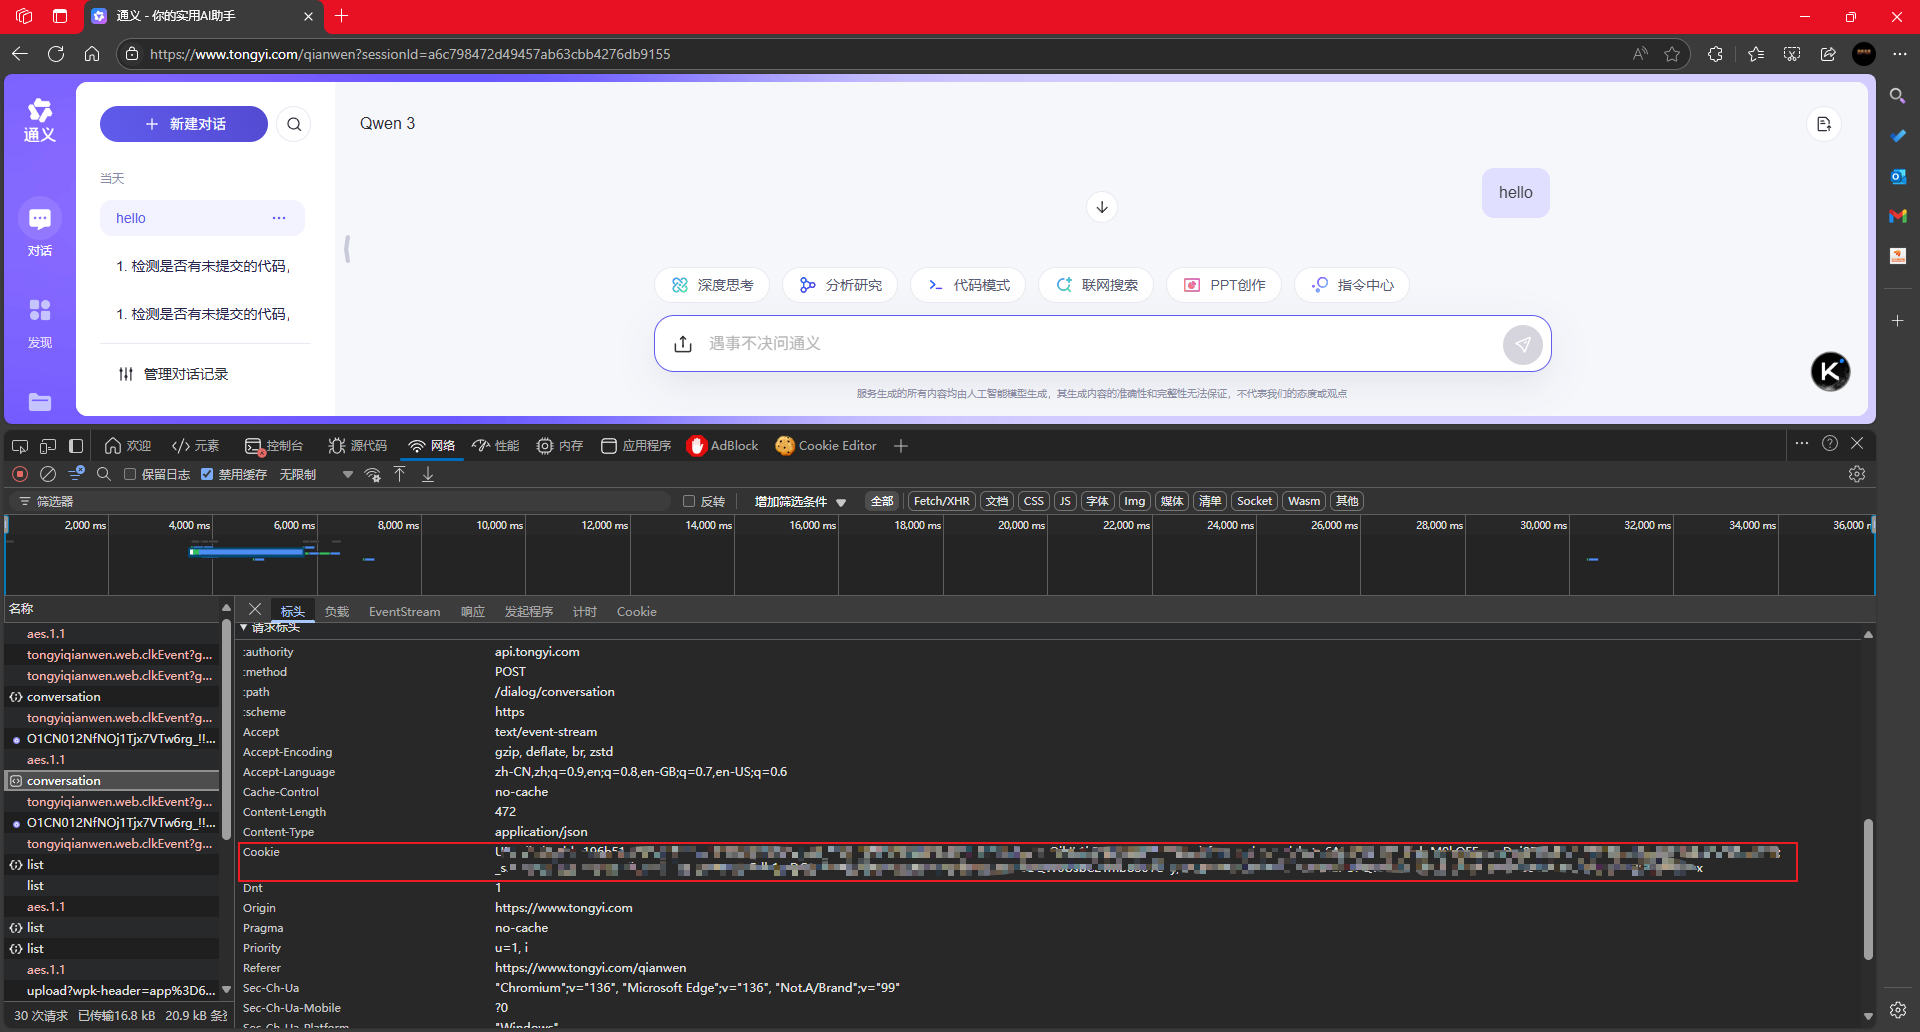 通义 - 你的实用AI助手
https://www.tongyi.com/qianwen?sessionId=a6c798472d49457ab63cbb4276db9155
通义
对话
发现
新建对话
当天
hello
1. 检测是否有未提交的代码,
1. 检测是否有未提交的代码,
管理对话记录
Qwen 3
hello
深度思考 分析研究 代码模式 联网搜索 PPT创作 指令中心
遇事不决问通义
服务生成的所有内容均由人工智能模型生成，其生成内容的准确性和完整性无法保证，不代表我们的态度或观点
K
欢迎 元素 控制台 源代码 网络 性能 内存 应用程序 AdBlock Cookie Editor
保留日志 禁用缓存 无限制
筛选器 反转 增加筛选条件 全部 Fetch/XHR 文档 CSS JS 字体 Img 媒体 清单 Socket Wasm 其他
2,000 ms 4,000 ms 6,000 ms 8,000 ms 10,000 ms 12,000 ms 14,000 ms 16,000 ms 18,000 ms 20,000 ms 22,000 ms 24,000 ms 26,000 ms 28,000 ms 30,000 ms 32,000 ms 34,000 ms 36,000
名称
aes.1.1
tongyiqianwen.web.clkEvent?g...
tongyiqianwen.web.clkEvent?g...
conversation
tongyiqianwen.web.clkEvent?g...
O1CN012NfNOj1Tjx7VTw6rg_!!...
aes.1.1
conversation
tongyiqianwen.web.clkEvent?g...
O1CN012NfNOj1Tjx7VTw6rg_!!...
tongyiqianwen.web.clkEvent?g...
list
list
aes.1.1
list
list
aes.1.1
upload?wpk-header=app%3D6...
30 次请求 已传输16.8 kB 20.9 kB 条
标头 负载 EventStream 响应 发起程序 计时 Cookie
请求标头
:authority api.tongyi.com
:method POST
:path /dialog/conversation
:scheme https
Accept text/event-stream
Accept-Encoding gzip, deflate, br, zstd
Accept-Language zh-CN,zh;q=0.9,en;q=0.8,en-GB;q=0.7,en-US;q=0.6
Cache-Control no-cache
Content-Length 472
Content-Type application/json
Cookie
Dnt 1
Origin https://www.tongyi.com
Pragma no-cache
Priority u=1, i
Referer https://www.tongyi.com/qianwen
Sec-Ch-Ua "Chromium";v="136", "Microsoft Edge";v="136", "Not.A/Brand";v="99"
Sec-Ch-Ua-Mobile ?0
Sec-Ch-Ua-Platform "Windows"